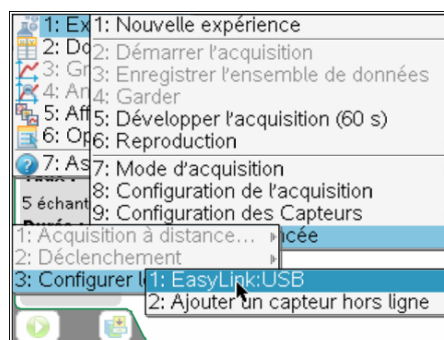 1: Ex
1: Nouvelle expérience
2: Do
2: Démarrer l'acquisition
3: Gr
3: Enregistrer l'ensemble de données
4: An
4: Garder
5: Aff
5: Développer l'acquisition (60 s)
6: Op
6: Reproduction
7: As
7: Mode d'acquisition
8: Configuration de l'acquisition
5 échant
9: Configuration des Capteurs
1: Acquisition à distance...
ncée
2: Déclenchement
3: Configurer l
1: EasyLink:USB
2: Ajouter un capteur hors ligne